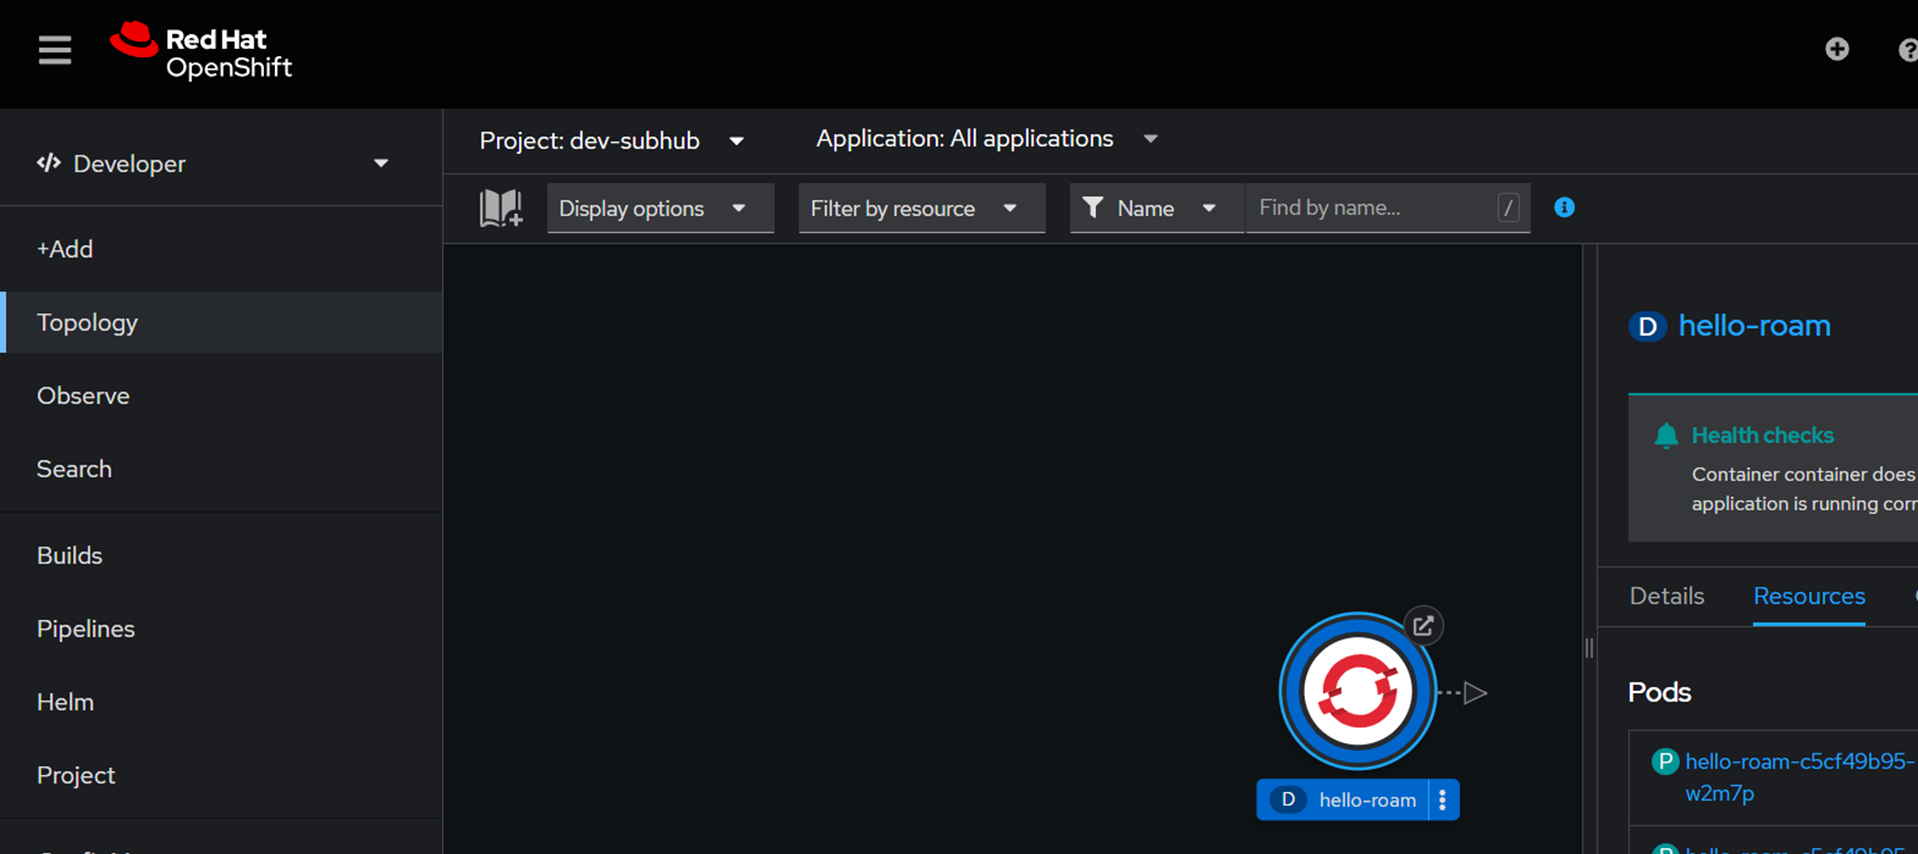 Red Hat
OpenShift
Developer
+Add
Topology
Observe
Search
Builds
Pipelines
Helm
Project
Project: dev-subhub
Application: All applications
Display options
Filter by resource
Name
Find by name...
/
D hello-roam
D hello-roam
Health checks
Container container does
application is running corr
Details
Resources
Pods
P hello-roam-c5cf49b95-
w2m7p